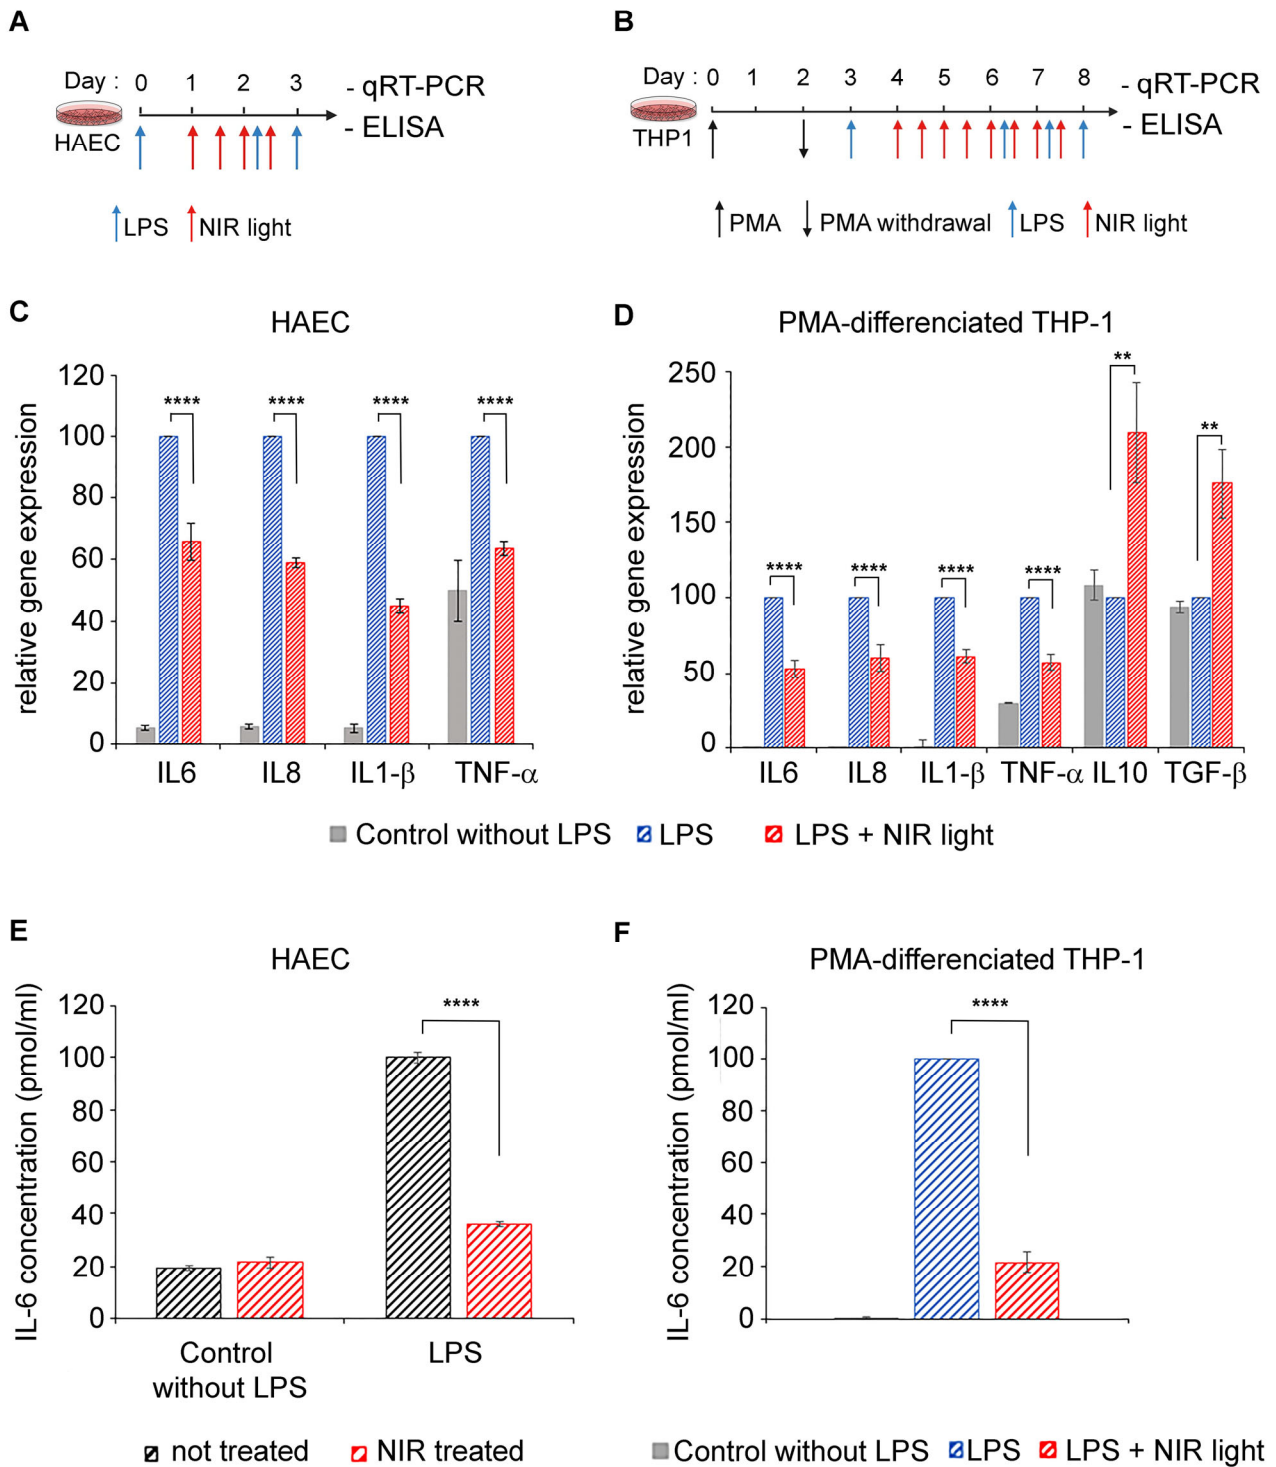 A
Day : 0 1 2 3
HAEC
- qRT-PCR
- ELISA
LPS NIR light
B
Day : 0 1 2 3 4 5 6 7 8
THP1
- qRT-PCR
- ELISA
PMA PMA withdrawal LPS NIR light
C
HAEC
relative gene expression
120
100
80
60
40
20
0
**** **** **** ****
IL6 IL8 IL1-β TNF-α
D
PMA-differenciated THP-1
relative gene expression
250
200
150
100
50
0
**** **** **** **** ** **
IL6 IL8 IL1-β TNF-α IL10 TGF-β
Control without LPS LPS LPS + NIR light
E
HAEC
IL-6 concentration (pmol/ml)
120
100
80
60
40
20
0
****
Control
without LPS
LPS
not treated NIR treated
F
PMA-differenciated THP-1
IL-6 concentration (pmol/ml)
120
100
80
60
40
20
0
****
Control without LPS LPS LPS + NIR light